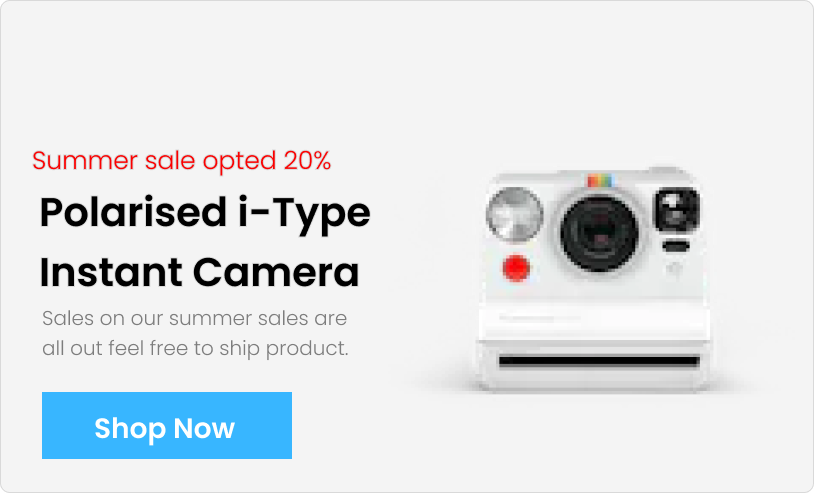 Summer sale opted 20%
Polarised i-Type
Instant Camera
Sales on our summer sales are
all out feel free to ship product.
Shop Now